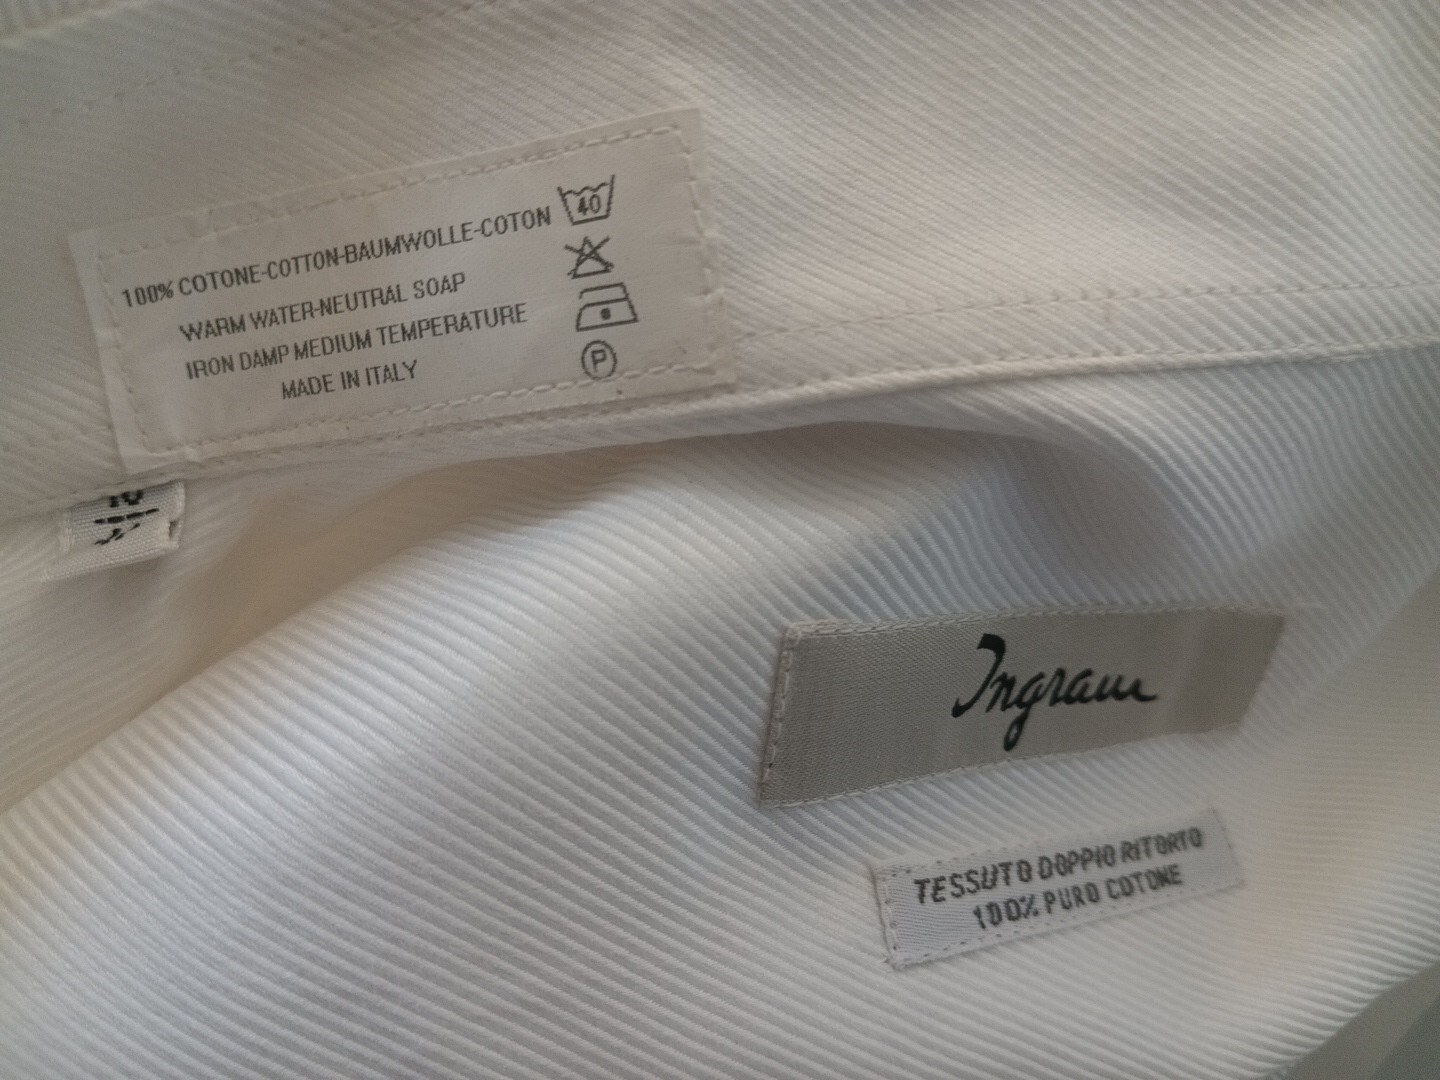 100% COTONE-COTTON-BAUMWOLLE-COTON
40
WARM WATER-NEUTRAL SOAP
IRON DAMP MEDIUM TEMPERATURE
MADE IN ITALY
P
Ingram
TESSUTO DOPPIO RITORTO
100% PURO COTONE